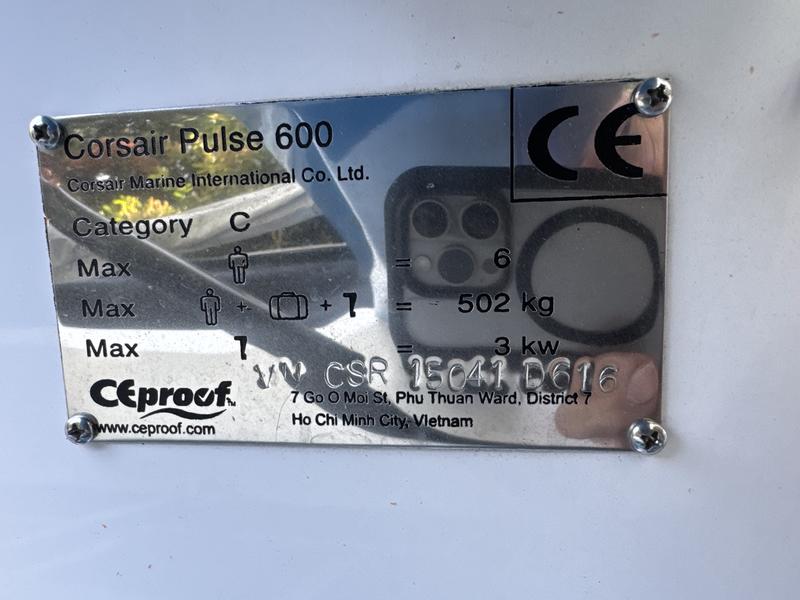 Corsair Pulse 600
CE
Corsair Marine International Co. Ltd.
Category C
Max = 6
Max + + = 502 kg
Max = 3 kw
VN CSR 15041 D616
CEproof TM
7 Go O Moi St, Phu Thuan Ward, District 7
www.ceproof.com
Ho Chi Minh City, Vietnam